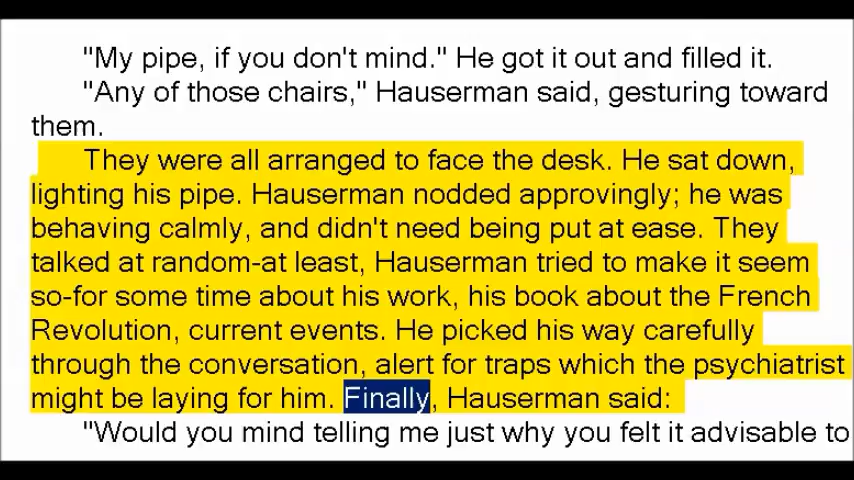 "My pipe, if you don't mind." He got it out and filled it.
"Any of those chairs," Hauserman said, gesturing toward
them.
They were all arranged to face the desk. He sat down,
lighting his pipe. Hauserman nodded approvingly; he was
behaving calmly, and didn't need being put at ease. They
talked at random-at least, Hauserman tried to make it seem
so-for some time about his work, his book about the French
Revolution, current events. He picked his way carefully
through the conversation, alert for traps which the psychiatrist
might be laying for him. Finally, Hauserman said:
"Would you mind telling me just why you felt it advisable to